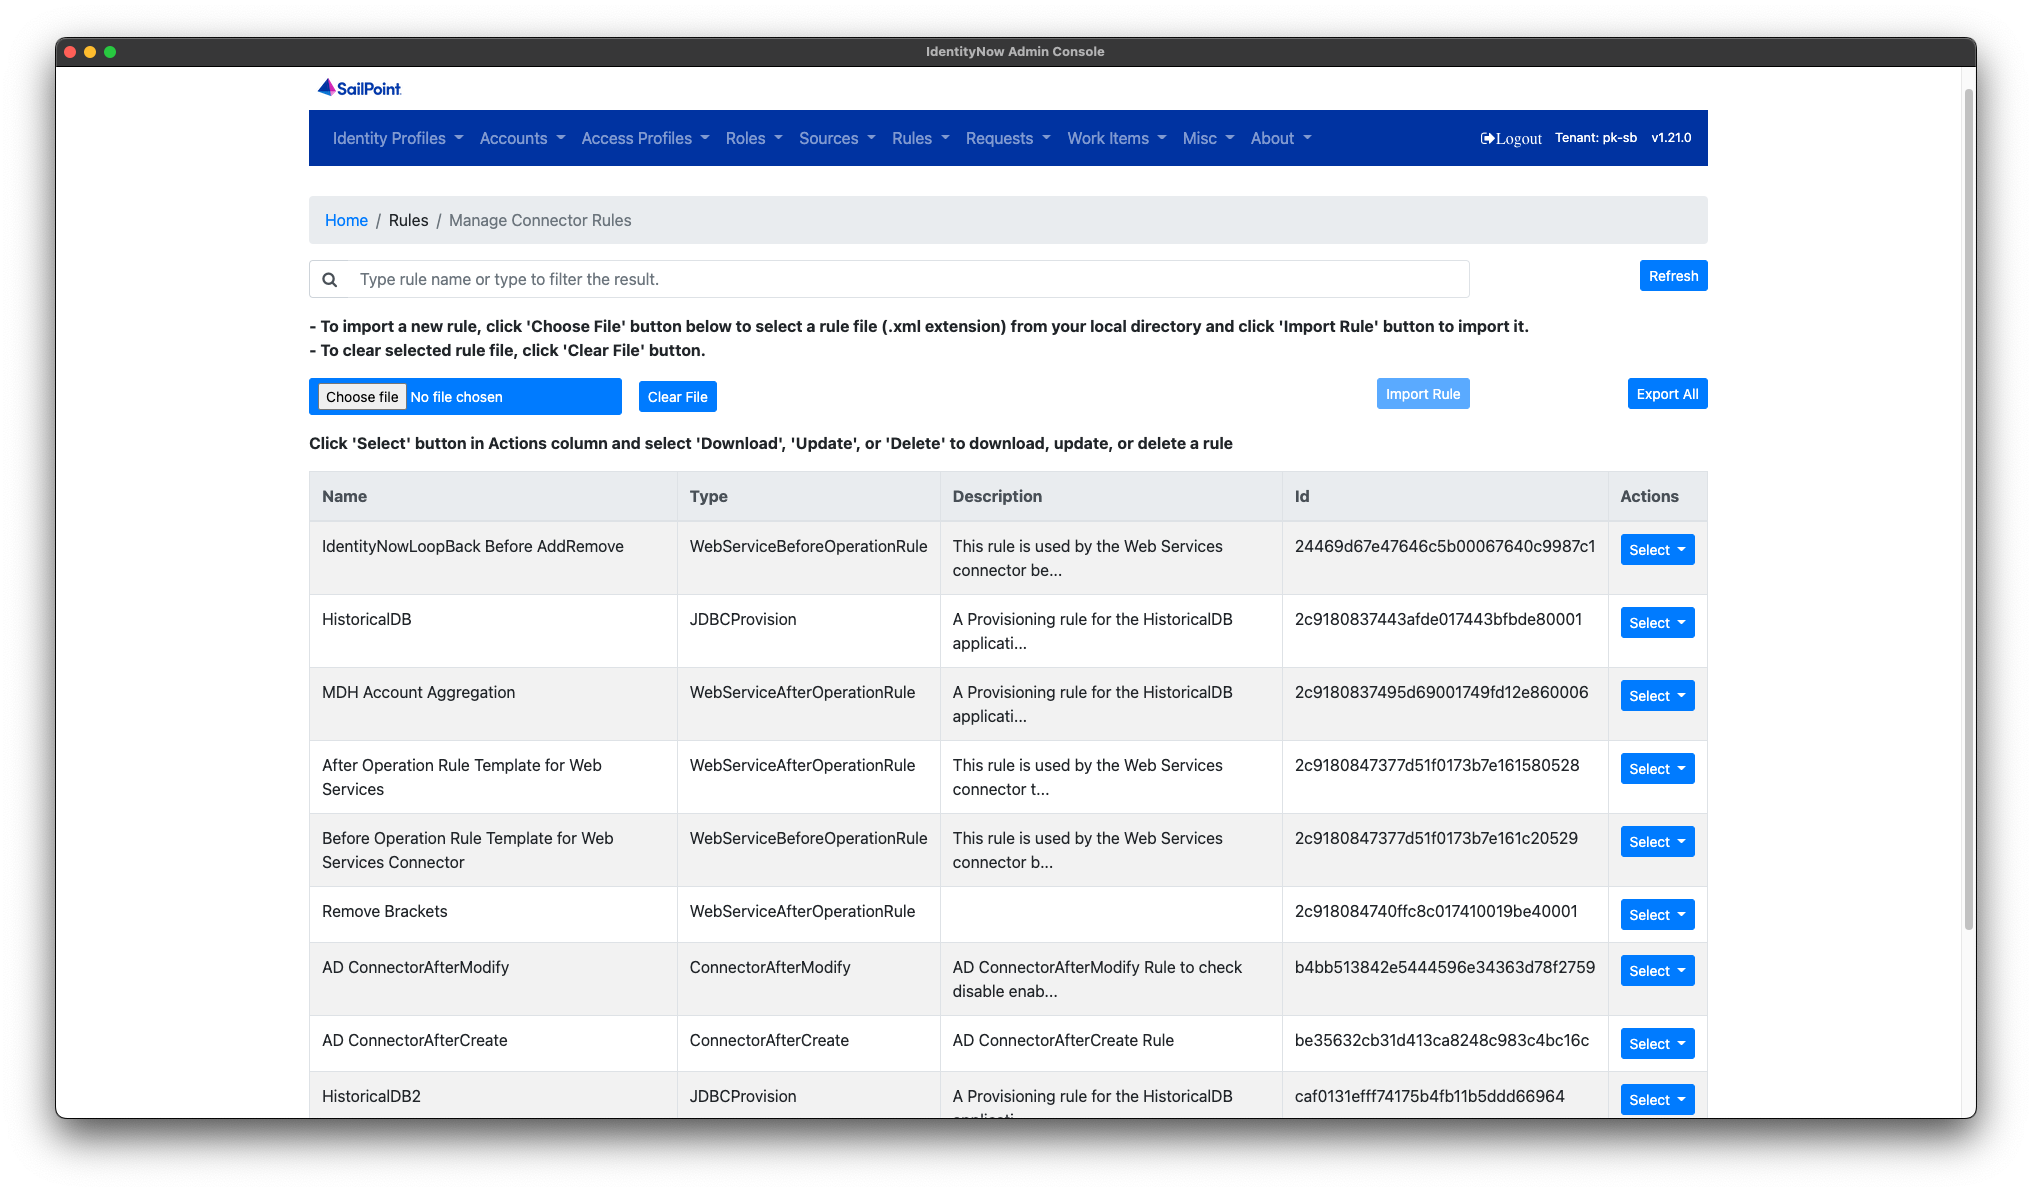 IdentityNow Admin Console
SailPoint
Identity Profiles Accounts Access Profiles Roles Sources Rules Requests Work Items Misc About Logout Tenant: pk-sb v1.21.0
Home / Rules / Manage Connector Rules
Type rule name or type to filter the result. Refresh
- To import a new rule, click 'Choose File' button below to select a rule file (.xml extension) from your local directory and click 'Import Rule' button to import it.
- To clear selected rule file, click 'Clear File' button.
Choose file No file chosen Clear File Import Rule Export All
Click 'Select' button in Actions column and select 'Download', 'Update', or 'Delete' to download, update, or delete a rule
Name Type Description Id Actions
IdentityNowLoopBack Before AddRemove WebServiceBeforeOperationRule This rule is used by the Web Services 24469d67e47646c5b00067640c9987c1 Select
connector be...
HistoricalDB JDBCProvision A Provisioning rule for the HistoricalDB 2c9180837443afde017443bfbde80001 Select
applicati...
MDH Account Aggregation WebServiceAfterOperationRule A Provisioning rule for the HistoricalDB 2c9180837495d69001749fd12e860006 Select
applicati...
After Operation Rule Template for Web WebServiceAfterOperationRule This rule is used by the Web Services 2c9180847377d51f0173b7e161580528 Select
Services connector t...
Before Operation Rule Template for Web WebServiceBeforeOperationRule This rule is used by the Web Services 2c9180847377d51f0173b7e161c20529 Select
Services Connector connector b...
Remove Brackets WebServiceAfterOperationRule 2c918084740ffc8c017410019be40001 Select
AD ConnectorAfterModify ConnectorAfterModify AD ConnectorAfterModify Rule to check b4bb513842e5444596e34363d78f2759 Select
disable enab...
AD ConnectorAfterCreate ConnectorAfterCreate AD ConnectorAfterCreate Rule be35632cb31d413ca8248c983c4bc16c Select
HistoricalDB2 JDBCProvision A Provisioning rule for the HistoricalDB caf0131efff74175b4fb11b5ddd66964 Select